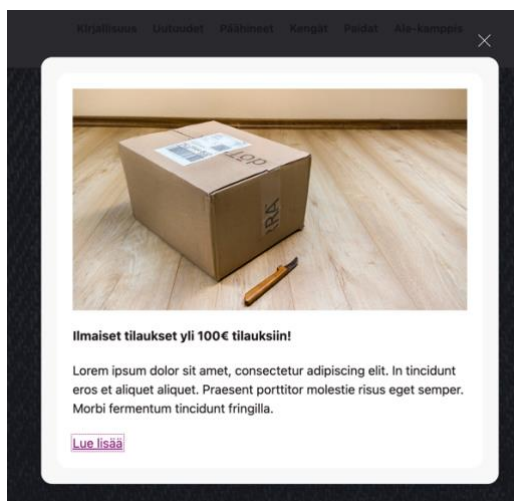 Kirjallisuus Uutuudet Päähineet Kengät Paidat Ale-kamppis
Ilmaiset tilaukset yli 100€ tilauksiin!
Lorem ipsum dolor sit amet, consectetur adipiscing elit. In tincidunt
eros et aliquet aliquet. Praesent porttitor molestie risus eget semper.
Morbi fermentum tincidunt fringilla.
Lue lisää